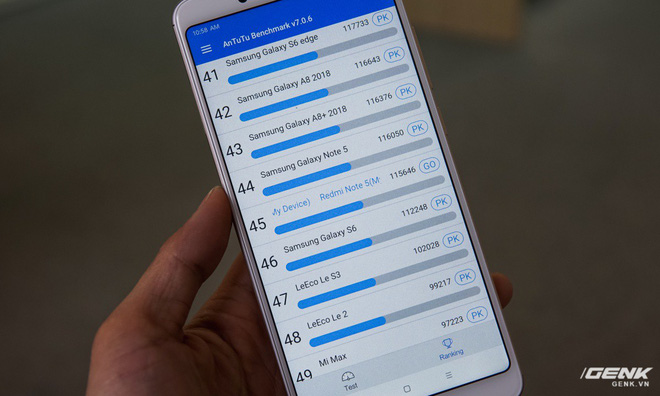 10:58 AM
AnTuTu Benchmark v7.0.6
41 Samsung Galaxy S6 edge 117733 PK
42 Samsung Galaxy A8 2018 116643 PK
43 Samsung Galaxy A8+ 2018 116376 PK
44 Samsung Galaxy Note 5 116050 PK
45 My Device) Redmi Note 5(M 115646 GO
46 Samsung Galaxy S6 112248 PK
47 LeEco Le S3 102028 PK
48 LeEco Le 2 99217 PK
49 Mi Max 97223 PK
Test Ranking
GENK
GENK.VN